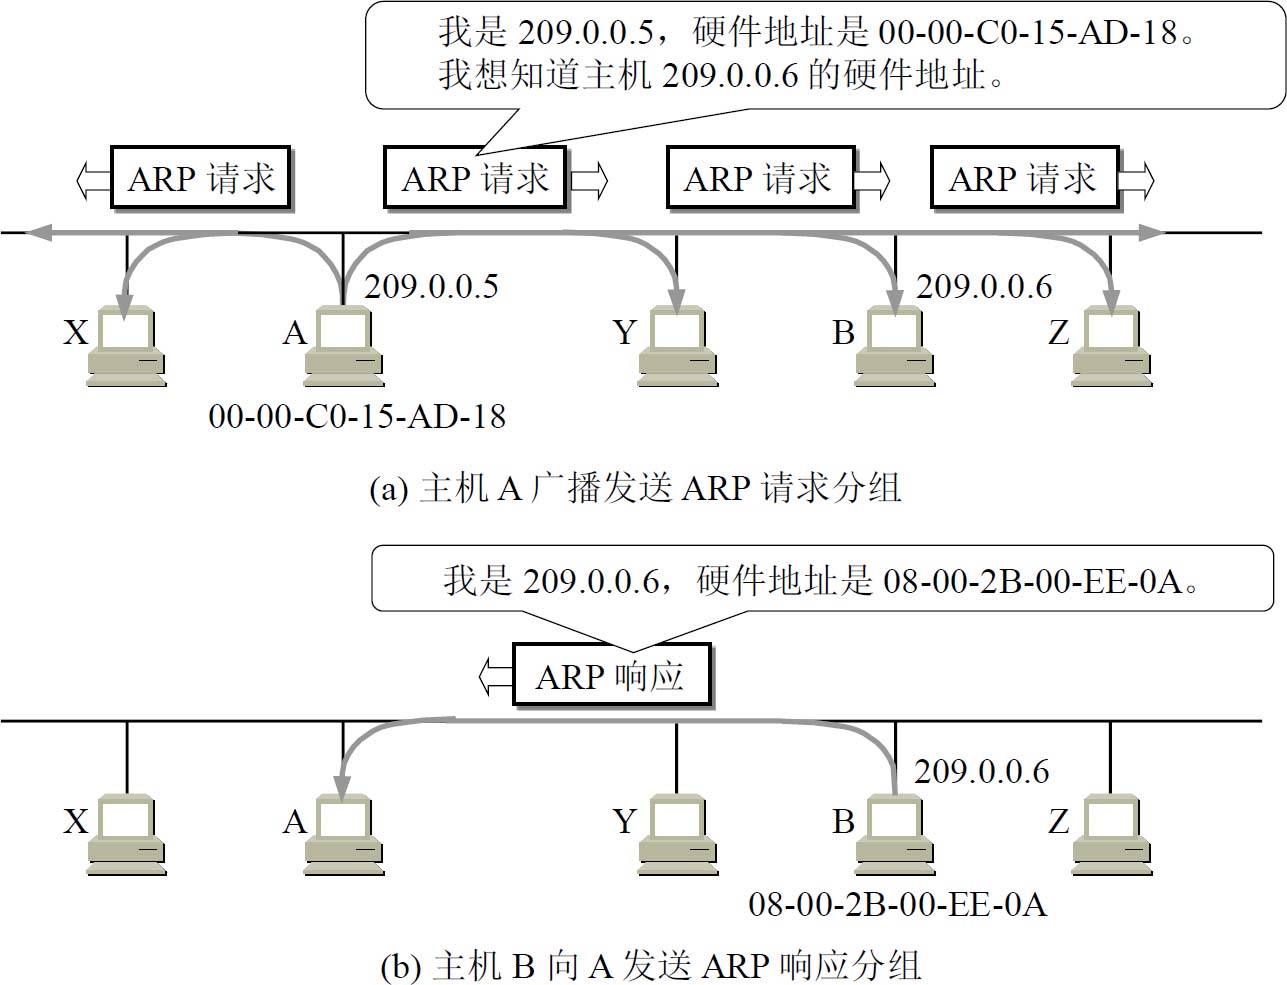 我是 209.0.0.5，硬件地址是 00-00-C0-15-AD-18。
我想知道主机 209.0.0.6 的硬件地址。
ARP 请求
ARP 请求
ARP 请求
ARP 请求
209.0.0.5
209.0.0.6
X
A
Y
B
Z
00-00-C0-15-AD-18
(a) 主机 A 广播发送 ARP 请求分组
我是 209.0.0.6，硬件地址是 08-00-2B-00-EE-0A。
ARP 响应
209.0.0.6
X
A
Y
B
Z
08-00-2B-00-EE-0A
(b) 主机 B 向 A 发送 ARP 响应分组